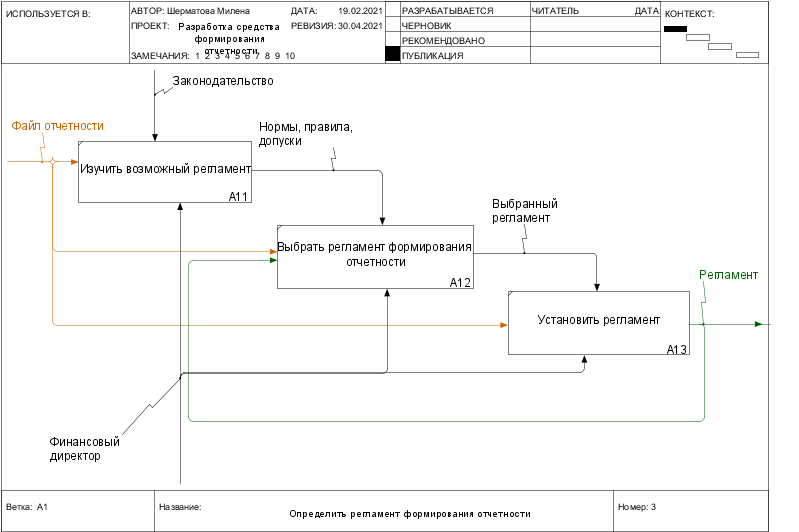 ИСПОЛЬЗУЕТСЯ В:
АВТОР: Шерматова Милена
ДАТА: 19.02.2021
ПРОЕКТ: Разработка средства
формирования
отчетности
РЕВИЗИЯ: 30.04.2021
ЗАМЕЧАНИЯ: 1 2 3 4 5 6 7 8 9 10
РАЗРАБАТЫВАЕТСЯ
ЧЕРНОВИК
РЕКОМЕНДОВАНО
ПУБЛИКАЦИЯ
ЧИТАТЕЛЬ ДАТА
КОНТЕКСТ:
Законодательство
Файл отчетности
Изучить возможный регламент
A11
Нормы, правила,
допуски
Выбрать регламент формирования
отчетности
A12
Выбранный
регламент
Установить регламент
A13
Регламент
Финансовый
директор
Ветка: A1
Название:
Определить регламент формирования отчетности
Номер: 3